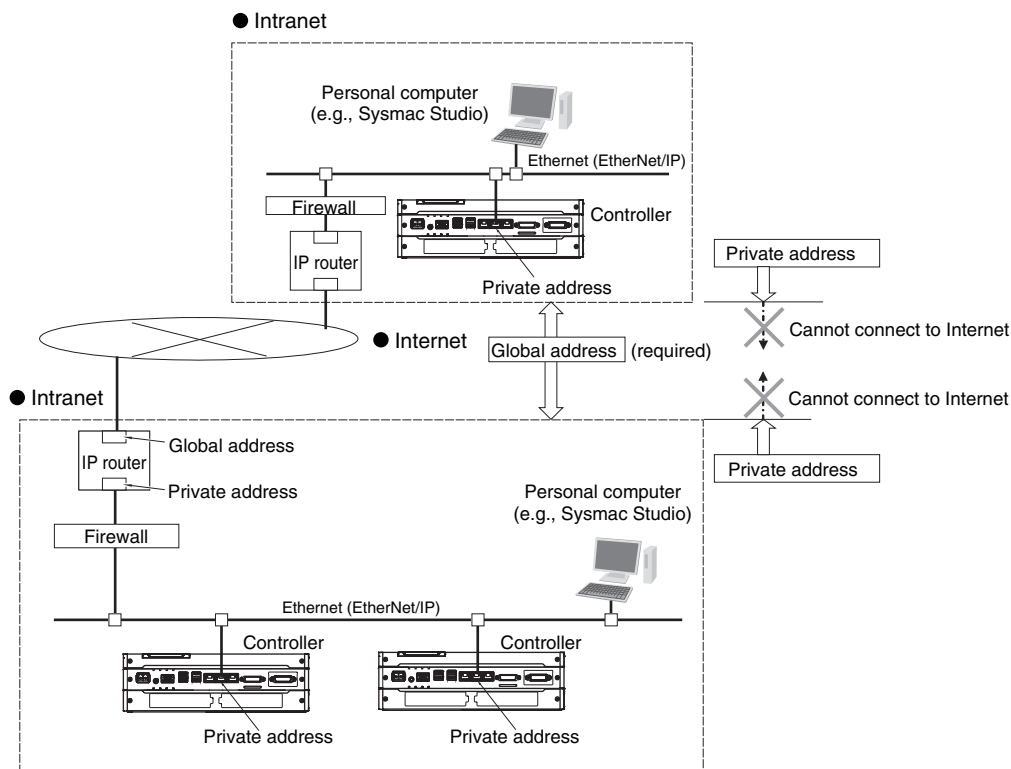 ● Intranet
Personal computer
(e.g., Sysmac Studio)
Ethernet (EtherNet/IP)
Firewall
Controller
IP router
Private address
Private address
Cannot connect to Internet
● Internet
Global address (required)
Cannot connect to Internet
Private address
● Intranet
Global address
IP router
Private address
Firewall
Personal computer
(e.g., Sysmac Studio)
Ethernet (EtherNet/IP)
Controller
Controller
Private address
Private address